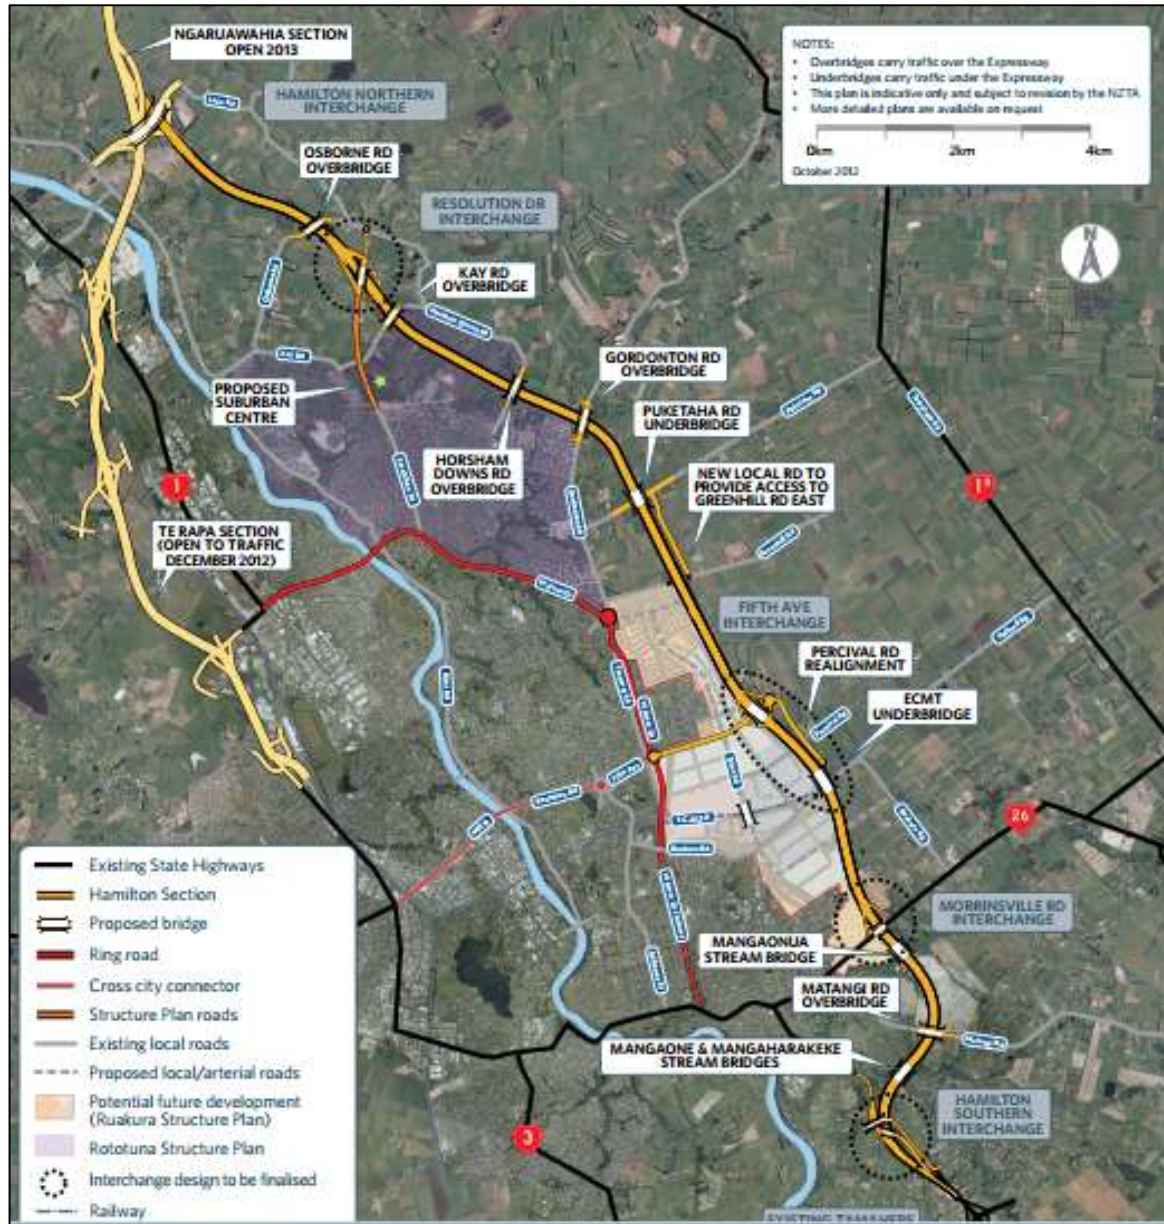 NGARUAWAHIA SECTION
OPEN 2013
NOTES:
• Overbridges carry traffic over the Expressway
• Underbridges carry traffic under the Expressway
• This plan is indicative only and subject to revision by the NZTA
• More detailed plans are available on request
0km
2km
4km
October 2012
N
HAMILTON NORTHERN
INTERCHANGE
OSBORNE RD
OVERBRIDGE
RESOLUTION DR
INTERCHANGE
KAY RD
OVERBRIDGE
GORDONTON RD
OVERBRIDGE
PROPOSED
SUBURBAN
CENTRE
PUKETAHA RD
UNDERBRIDGE
HORSHAM
DOWNS RD
OVERBRIDGE
NEW LOCAL RD TO
PROVIDE ACCESS TO
GREENHILL RD EAST
1
1
TE RAPA SECTION
(OPEN TO TRAFFIC
DECEMBER 2012)
FIFTH AVE
INTERCHANGE
PERCIVAL RD
REALIGNMENT
ECMT
UNDERBRIDGE
26
MORRINSVILLE RD
INTERCHANGE
MANGAONUA
STREAM BRIDGE
MATANGI RD
OVERBRIDGE
MANGAONE & MANGAHARAKEKE
STREAM BRIDGES
HAMILTON
SOUTHERN
INTERCHANGE
3
EXISTING TAMAHERE
Existing State Highways
Hamilton Section
Proposed bridge
Ring road
Cross city connector
Structure Plan roads
Existing local roads
Proposed local/arterial roads
Potential future development
(Ruakura Structure Plan)
Rototuna Structure Plan
Interchange design to be finalised
Railway